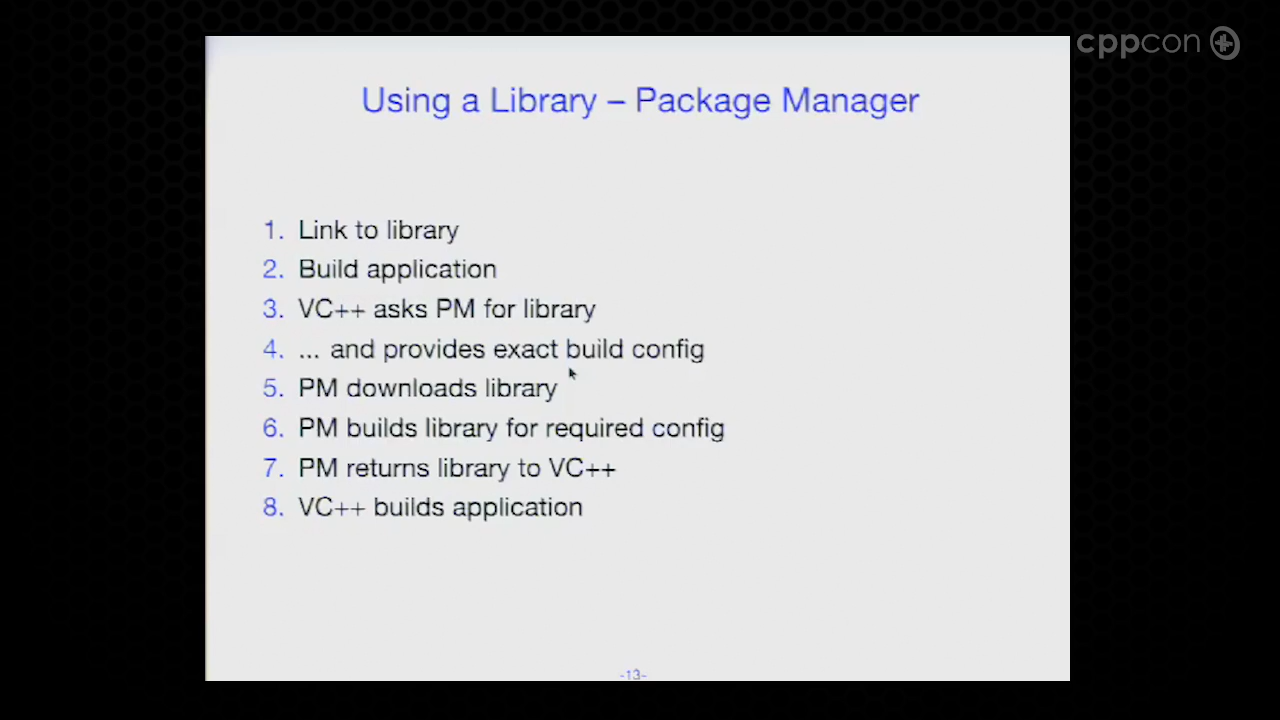 cppcon
Using a Library – Package Manager
1. Link to library
2. Build application
3. VC++ asks PM for library
4. ... and provides exact build config
5. PM downloads library
6. PM builds library for required config
7. PM returns library to VC++
8. VC++ builds application
-13-